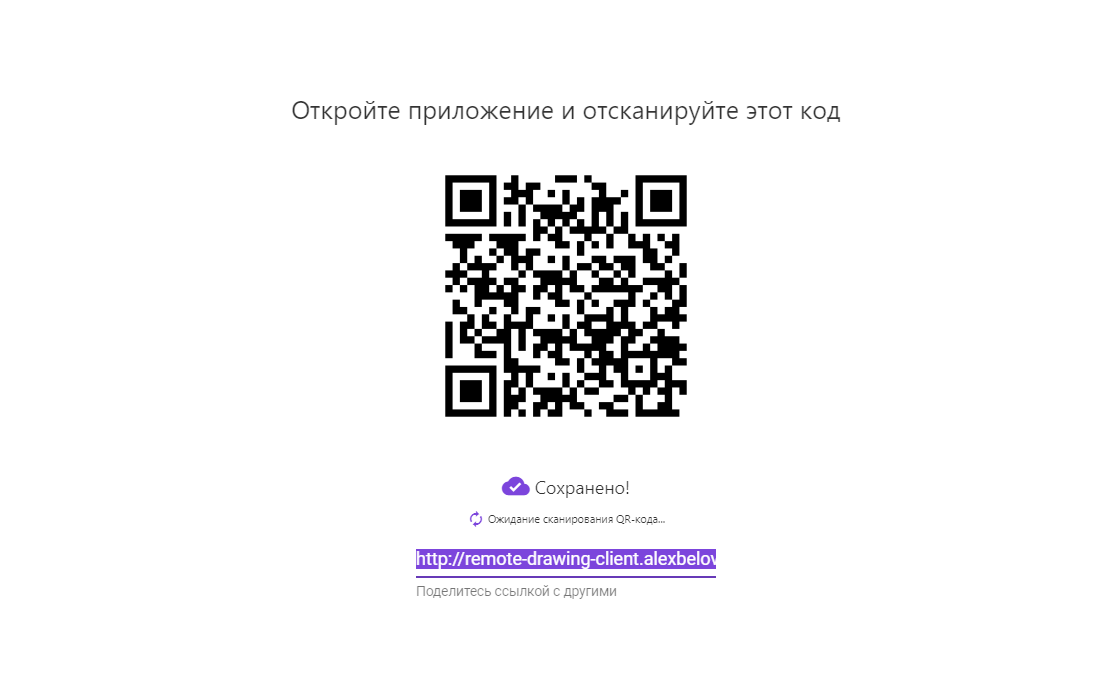 Откройте приложение и отсканируйте этот код
Сохранено!
Ожидание сканирования QR-кода...
http://remote-drawing-client.alexbelov
Поделитесь ссылкой с другими